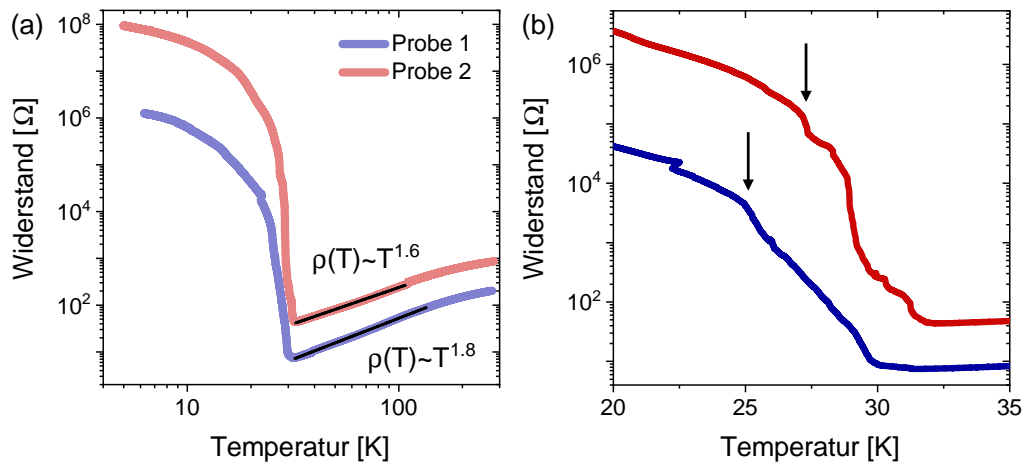 (a)
10^8
10^6
10^4
10^2
Widerstand [Ω]
Probe 1
Probe 2
ρ(T)~T^1.6
ρ(T)~T^1.8
10
100
Temperatur [K]
(b)
10^6
10^4
10^2
Widerstand [Ω]
20
25
30
35
Temperatur [K]